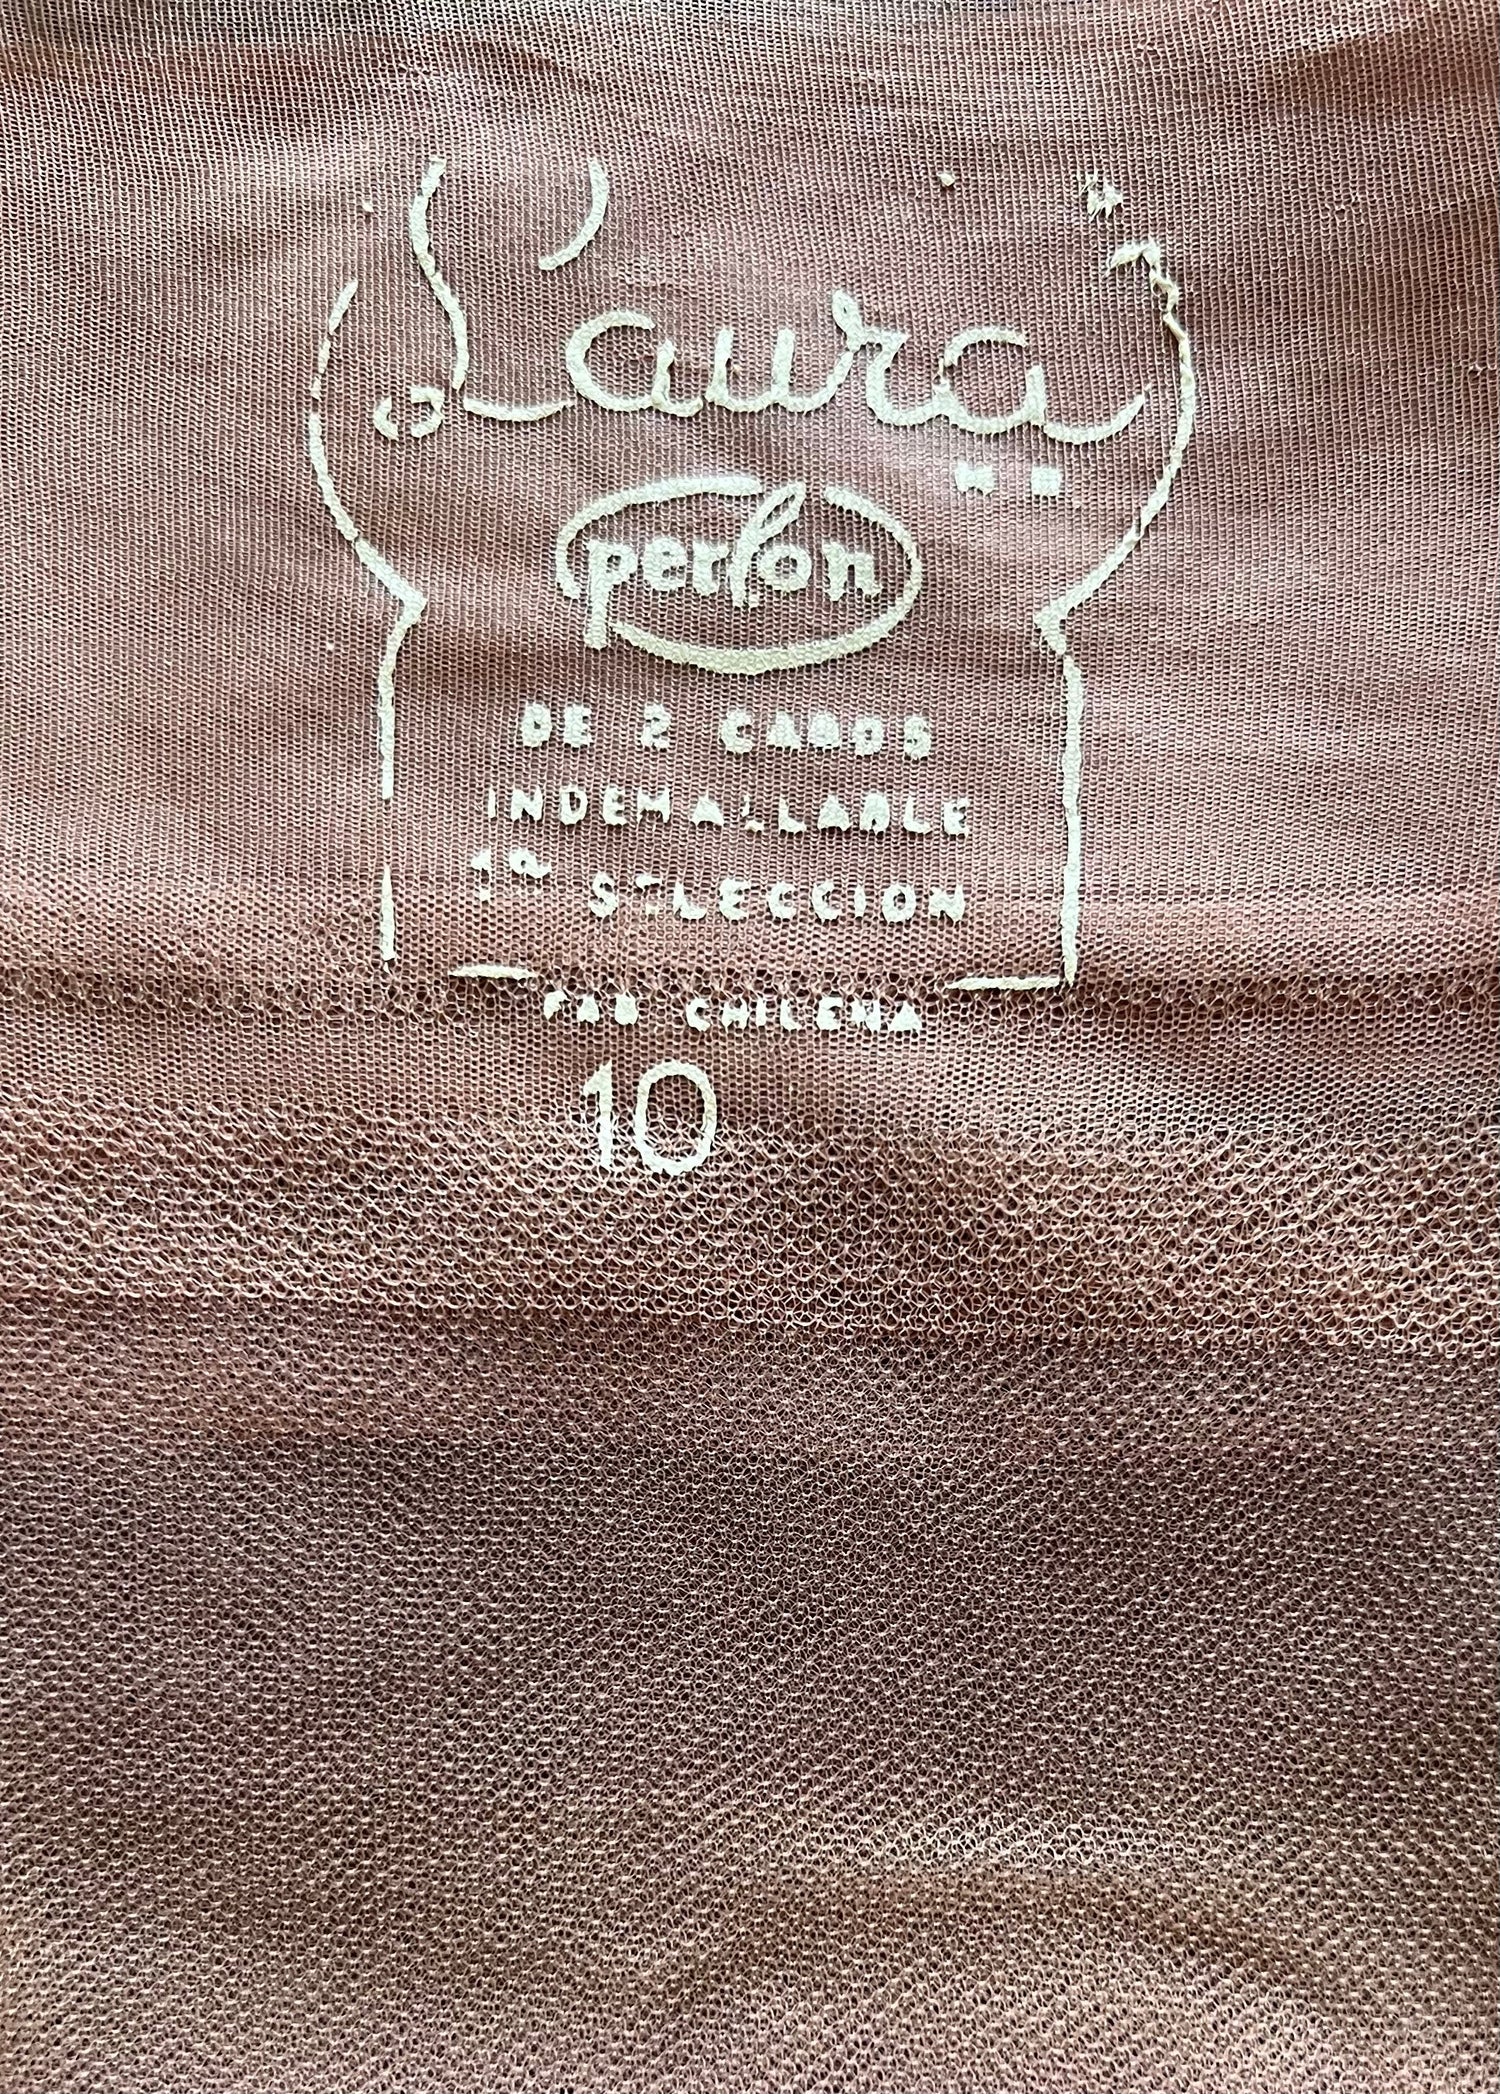 Laura
perlon
DE 2 CABOS
INDEMALLABLE
1a SELECCION
FAB CHILENA
10